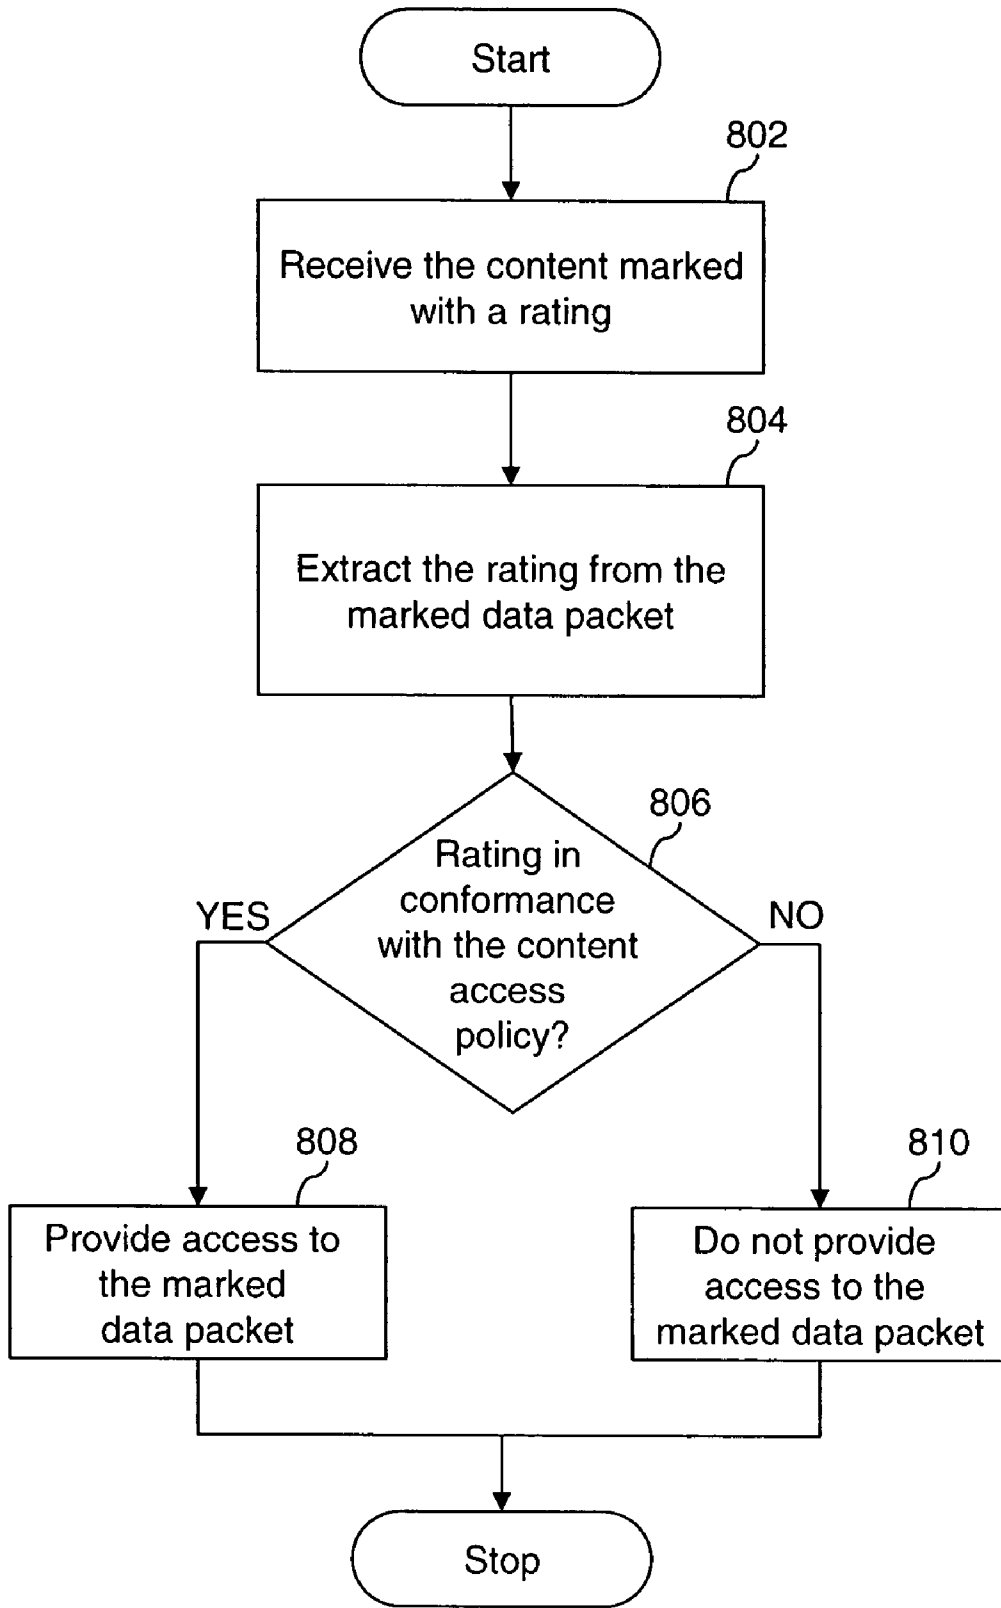 Start
802
Receive the content marked
with a rating
804
Extract the rating from the
marked data packet
806
Rating in
conformance
with the content
access
policy?
YES
NO
808
Provide access to
the marked
data packet
810
Do not provide
access to the
marked data packet
Stop